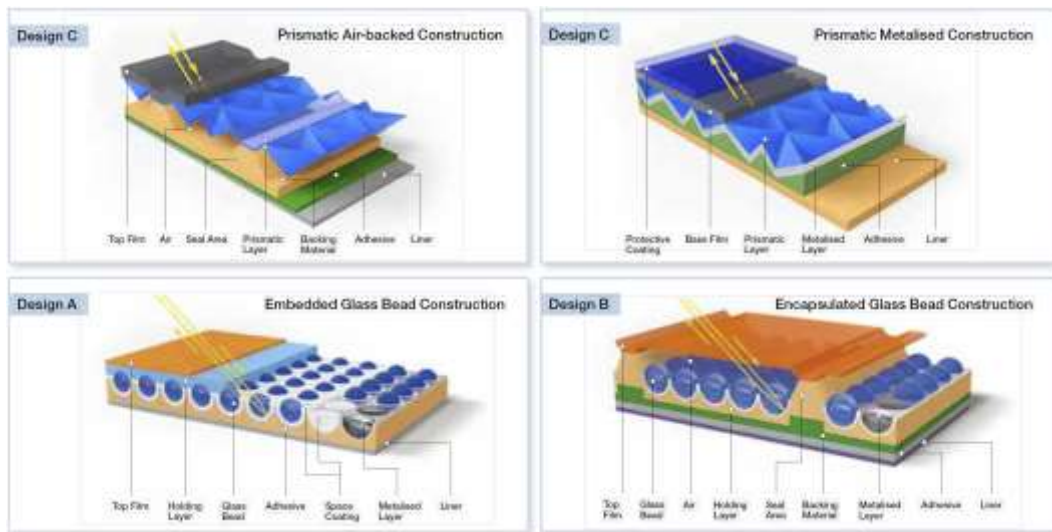 Design C
Prismatic Air-backed Construction
Top Film
Air
Seal Area
Prismatic
Layer
Backing
Material
Adhesive
Liner
Design C
Prismatic Metalised Construction
Protective
Coating
Base Film
Prismatic
Layer
Metalised
Layer
Adhesive
Liner
Design A
Embedded Glass Bead Construction
Top Film
Holding
Layer
Glass
Bead
Adhesive
Space
Coating
Metalised
Layer
Liner
Design B
Encapsulated Glass Bead Construction
Top
Film
Glass
Bead
Air
Holding
Layer
Seal
Area
Backing
Material
Metalised
Layer
Adhesive
Liner